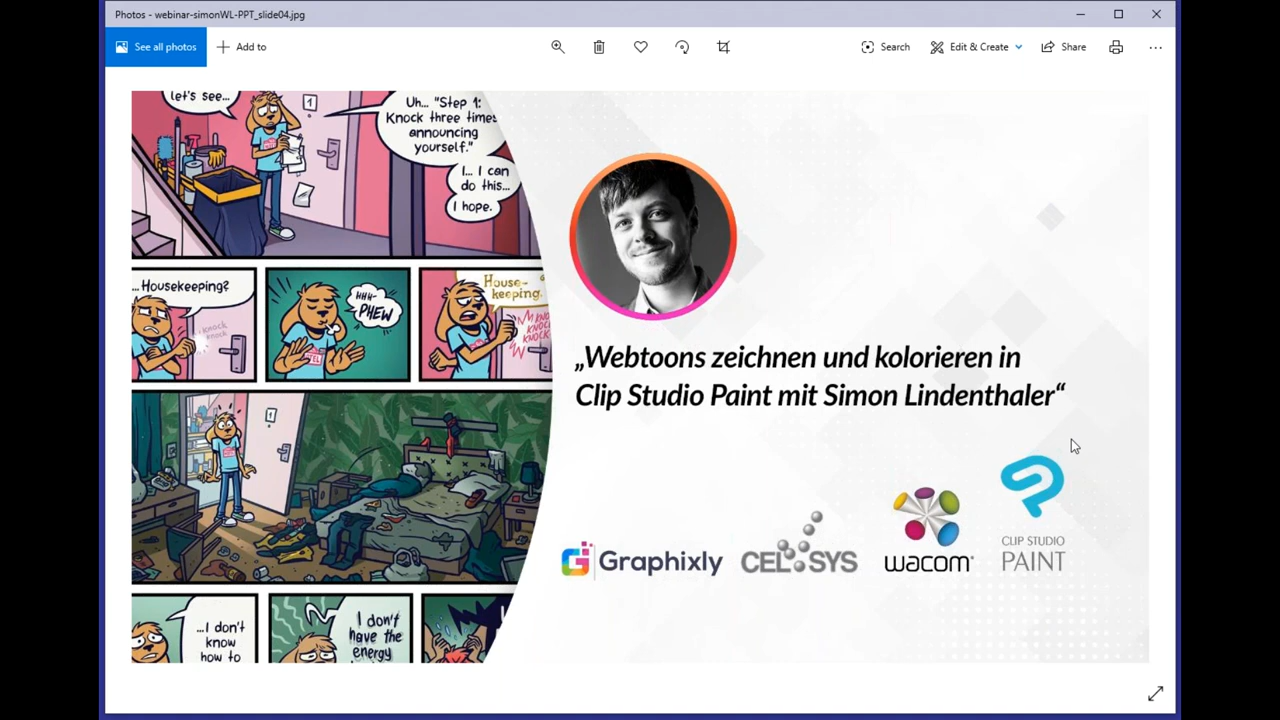 Photos - webinar-simonWL-PPT_slide04.jpg
See all photos
Add to
Search
Edit & Create
Share
let's see...
1
Uh... "Step 1:
Knock three times
announcing
yourself."
I... I can
do this...
I hope.
...Housekeeping?
KNOCK,
knock
HHH-
PHEW
House-
keeping.
KNOCK
KNOCK
KNOCK
1
...I don't
know
how to
I don't
have the
energy
„Webtoons zeichnen und kolorieren in
Clip Studio Paint mit Simon Lindenthaler“
Graphixly
CELSYS
wacom®
CLIP STUDIO
PAINT